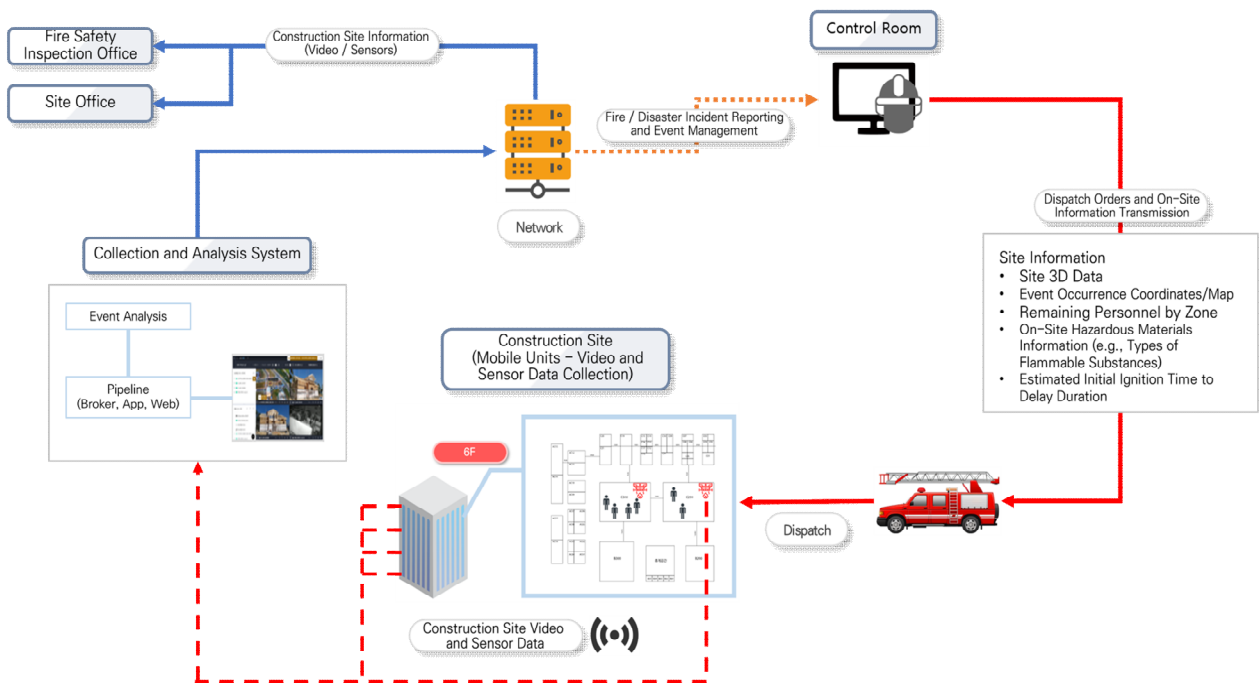 Fire Safety
Inspection Office
Site Office
Construction Site Information
(Video / Sensors)
Control Room
Fire / Disaster Incident Reporting
and Event Management
Network
Dispatch Orders and On-Site
Information Transmission
Site Information
• Site 3D Data
• Event Occurrence Coordinates/Map
• Remaining Personnel by Zone
• On-Site Hazardous Materials
Information (e.g., Types of
Flammable Substances)
• Estimated Initial Ignition Time to
Delay Duration
Collection and Analysis System
Event Analysis
Pipeline
(Broker, App, Web)
Construction Site
(Mobile Units – Video and
Sensor Data Collection)
6F
Dispatch
Construction Site Video
and Sensor Data